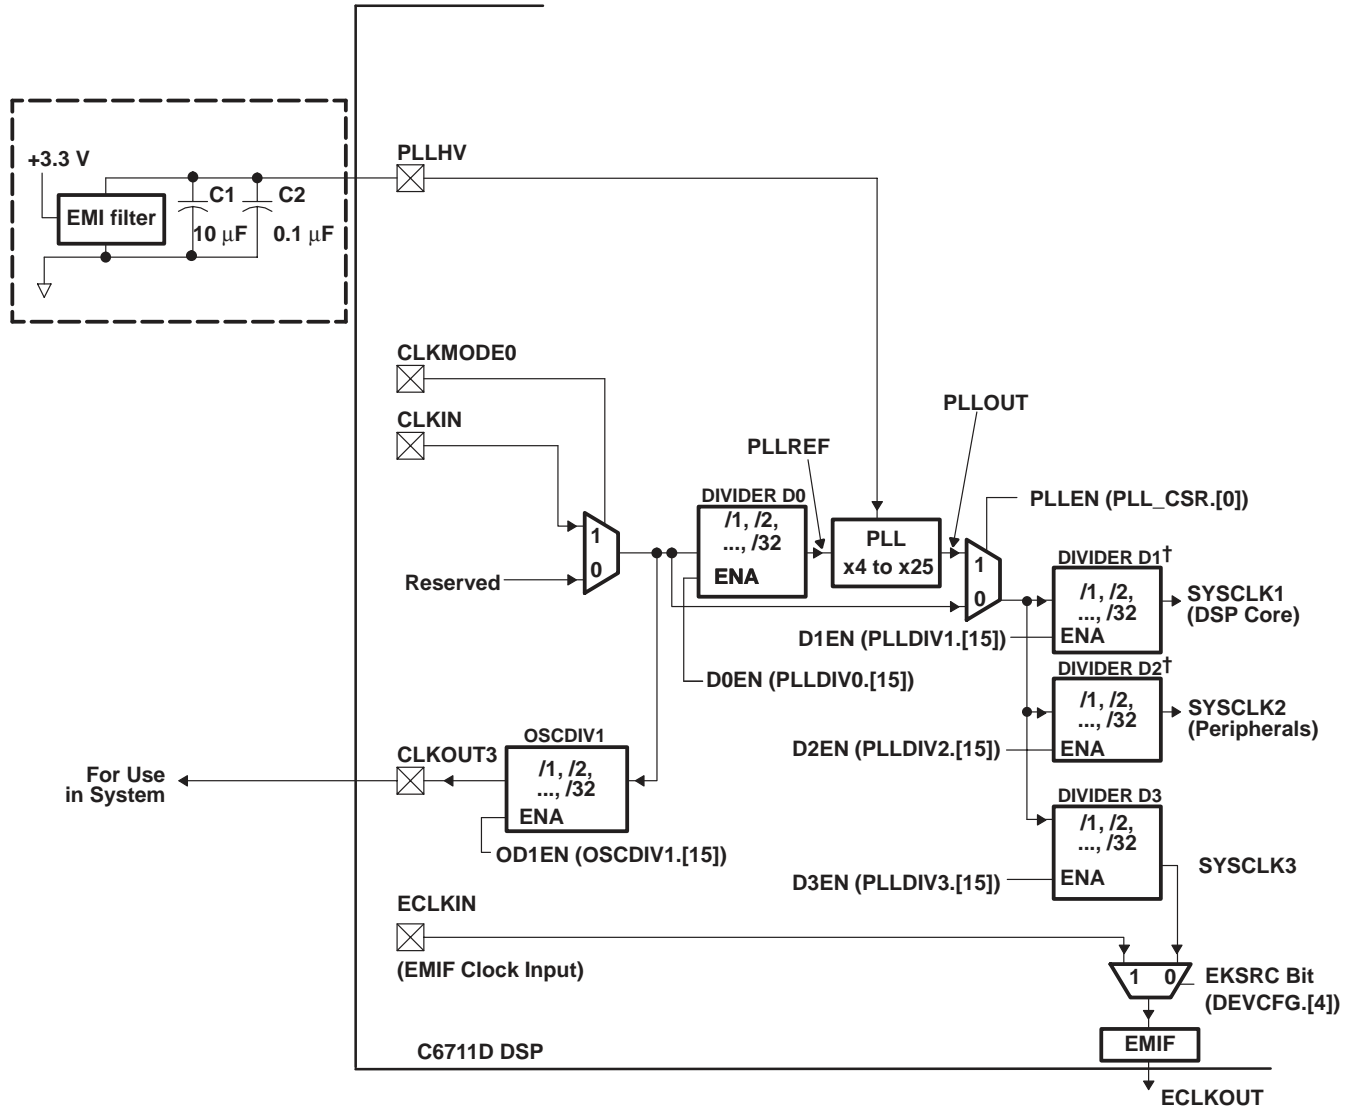 +3.3 V
EMI filter
C1
C2
10 μF
0.1 μF
PLLHV
CLKMODE0
CLKIN
Reserved
1
0
DIVIDER D0
/1, /2,
..., /32
ENA
D0EN (PLLDIV0.[15])
PLLREF
PLL
x4 to x25
PLLOUT
PLLEN (PLL_CSR.[0])
1
0
DIVIDER D1†
/1, /2,
..., /32
ENA
D1EN (PLLDIV1.[15])
SYSCLK1
(DSP Core)
DIVIDER D2†
/1, /2,
..., /32
ENA
D2EN (PLLDIV2.[15])
SYSCLK2
(Peripherals)
DIVIDER D3
/1, /2,
..., /32
ENA
D3EN (PLLDIV3.[15])
SYSCLK3
For Use
in System
CLKOUT3
OSCDIV1
/1, /2,
..., /32
ENA
OD1EN (OSCDIV1.[15])
ECLKIN
(EMIF Clock Input)
1 0
EKSRC Bit
(DEVCFG.[4])
EMIF
C6711D DSP
ECLKOUT